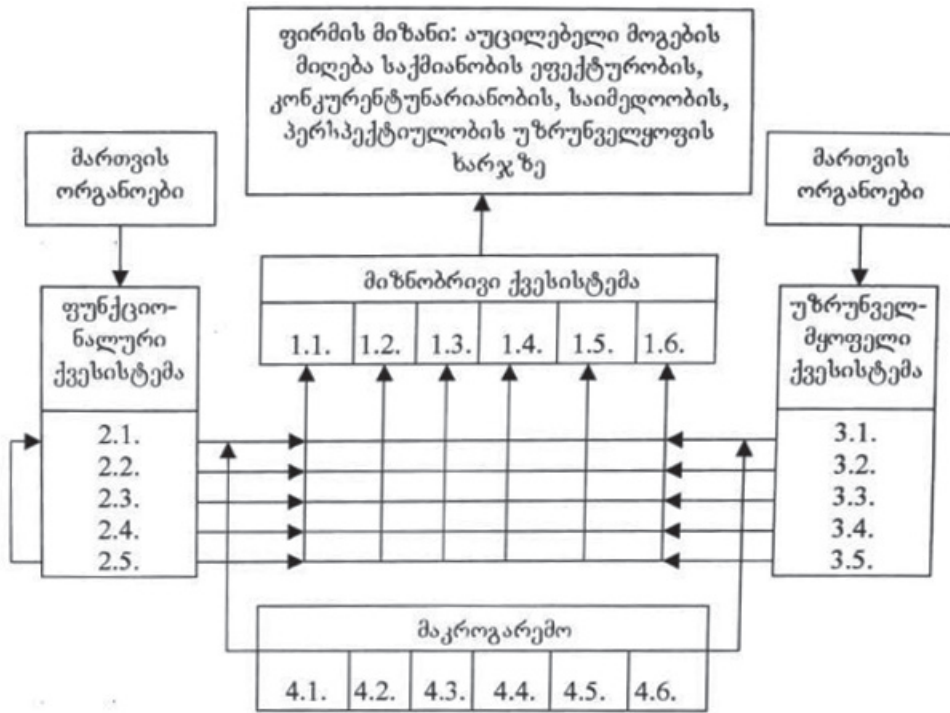 ფირმის მიზანი: აუცილებელი მოგების
მიღება საქმიანობის ეფექტურობის,
კონკურენტუნარიანობის, საიმედოობის,
პერსპექტიულობის უზრუნველყოფის
ხარჯზე
მართვის
ორგანოები
მართვის
ორგანოები
მიზნობრივი ქვესისტემა
1.1. 1.2. 1.3. 1.4. 1.5. 1.6.
ფუნქციო-
ნალური
ქვესისტემა
2.1.
2.2.
2.3.
2.4.
2.5.
უზრუნველ-
მყოფელი
ქვესისტემა
3.1.
3.2.
3.3.
3.4.
3.5.
მაკროგარემო
4.1. 4.2. 4.3. 4.4. 4.5. 4.6.